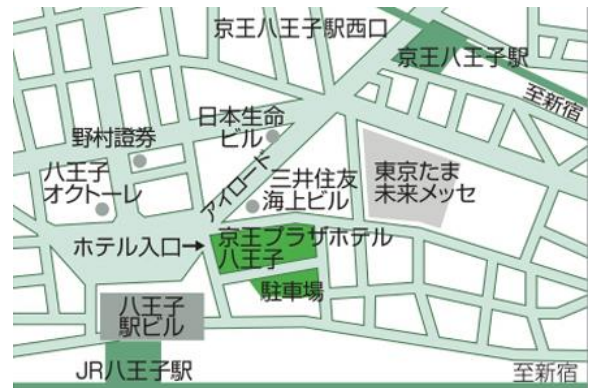 京王八王子駅西口
京王八王子駅
至新宿
日本生命
ビル
野村證券
アイロード
八王子
オクトーレ
三井住友
海上ビル
東京たま
未来メッセ
ホテル入口→
京王プラザホテル
八王子
駐車場
八王子
駅ビル
JR八王子駅
至新宿